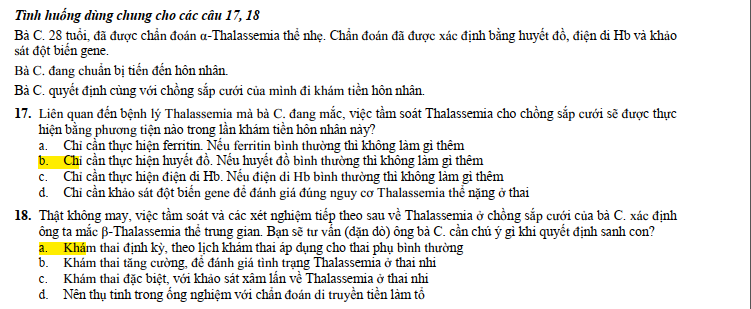 Tình huống dùng chung cho các câu 17, 18
Bà C. 28 tuổi, đã được chẩn đoán α-Thalassemia thể nhẹ. Chẩn đoán đã được xác định bằng huyết đồ, điện di Hb và khảo
sát đột biến gene.
Bà C. đang chuẩn bị tiến đến hôn nhân.
Bà C. quyết định cùng với chồng sắp cưới của mình đi khám tiền hôn nhân.
17. Liên quan đến bệnh lý Thalassemia mà bà C. đang mắc, việc tầm soát Thalassemia cho chồng sắp cưới sẽ được thực
hiện bằng phương tiện nào trong lần khám tiền hôn nhân này?
a. Chỉ cần thực hiện ferritin. Nếu ferritin bình thường thì không làm gì thêm
b. Chỉ cần thực hiện huyết đồ. Nếu huyết đồ bình thường thì không làm gì thêm
c. Chỉ cần thực hiện điện di Hb. Nếu điện di Hb bình thường thì không làm gì thêm
d. Chỉ cần khảo sát đột biến gene để đánh giá đúng nguy cơ Thalassemia thể nặng ở thai
18. Thật không may, việc tầm soát và các xét nghiệm tiếp theo sau về Thalassemia ở chồng sắp cưới của bà C. xác định
ông ta mắc β-Thalassemia thể trung gian. Bạn sẽ tư vấn (dặn dò) ông bà C. cần chú ý gì khi quyết định sanh con?
a. Khám thai định kỳ, theo lịch khám thai áp dụng cho thai phụ bình thường
b. Khám thai tăng cường, để đánh giá tình trạng Thalassemia ở thai nhi
c. Khám thai đặc biệt, với khảo sát xâm lấn về Thalassemia ở thai nhi
d. Nên thụ tinh trong ống nghiệm với chẩn đoán di truyền tiền làm tổ